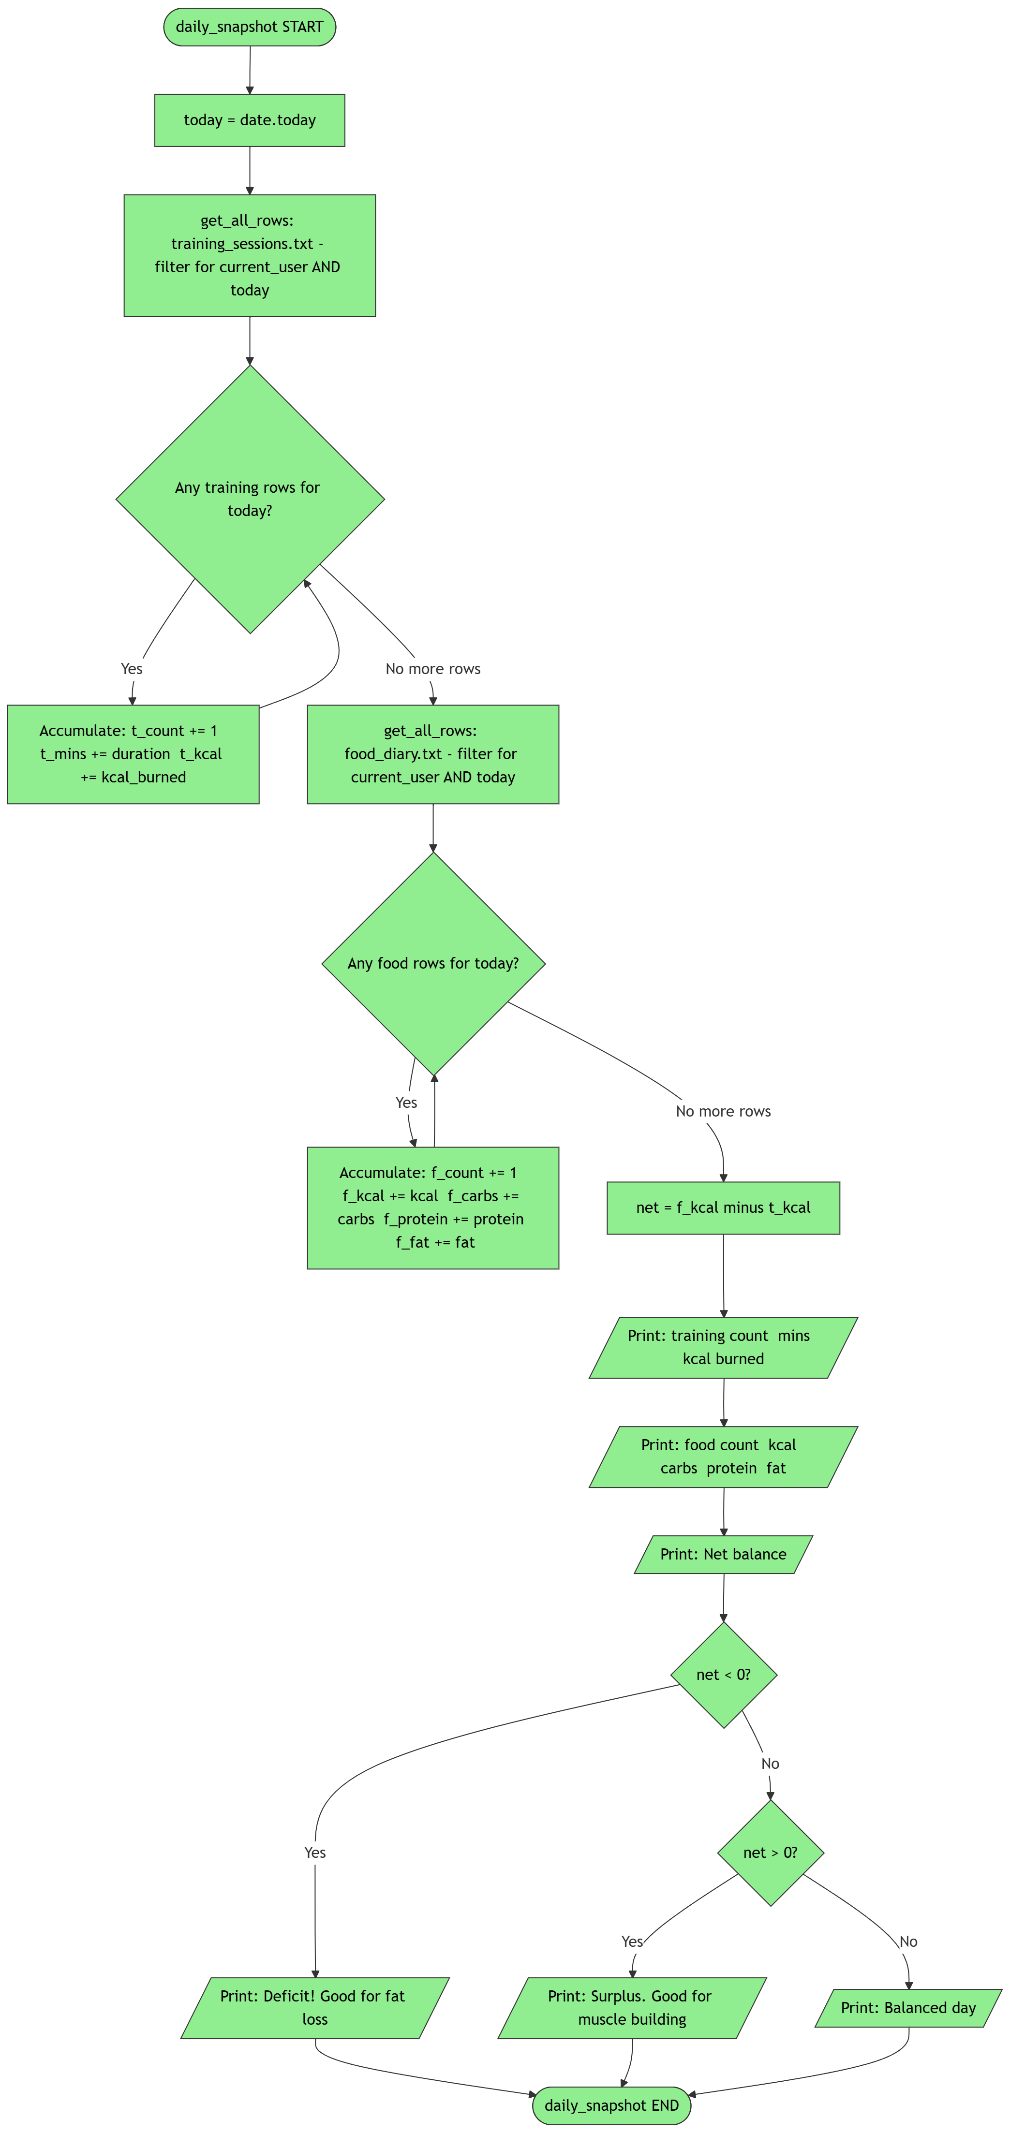 daily_snapshot START
today = date.today
get_all_rows:
training_sessions.txt -
filter for current_user AND
today
Any training rows for
today?
Yes
No more rows
Accumulate: t_count += 1
t_mins += duration  t_kcal
+= kcal_burned
get_all_rows:
food_diary.txt - filter for
current_user AND today
Any food rows for today?
Yes
No more rows
Accumulate: f_count += 1
f_kcal += kcal  f_carbs +=
carbs  f_protein += protein
f_fat += fat
net = f_kcal minus t_kcal
Print: training count  mins
kcal burned
Print: food count  kcal
carbs  protein  fat
Print: Net balance
net < 0?
No
Yes
net > 0?
Yes
No
Print: Deficit! Good for fat
loss
Print: Surplus. Good for
muscle building
Print: Balanced day
daily_snapshot END